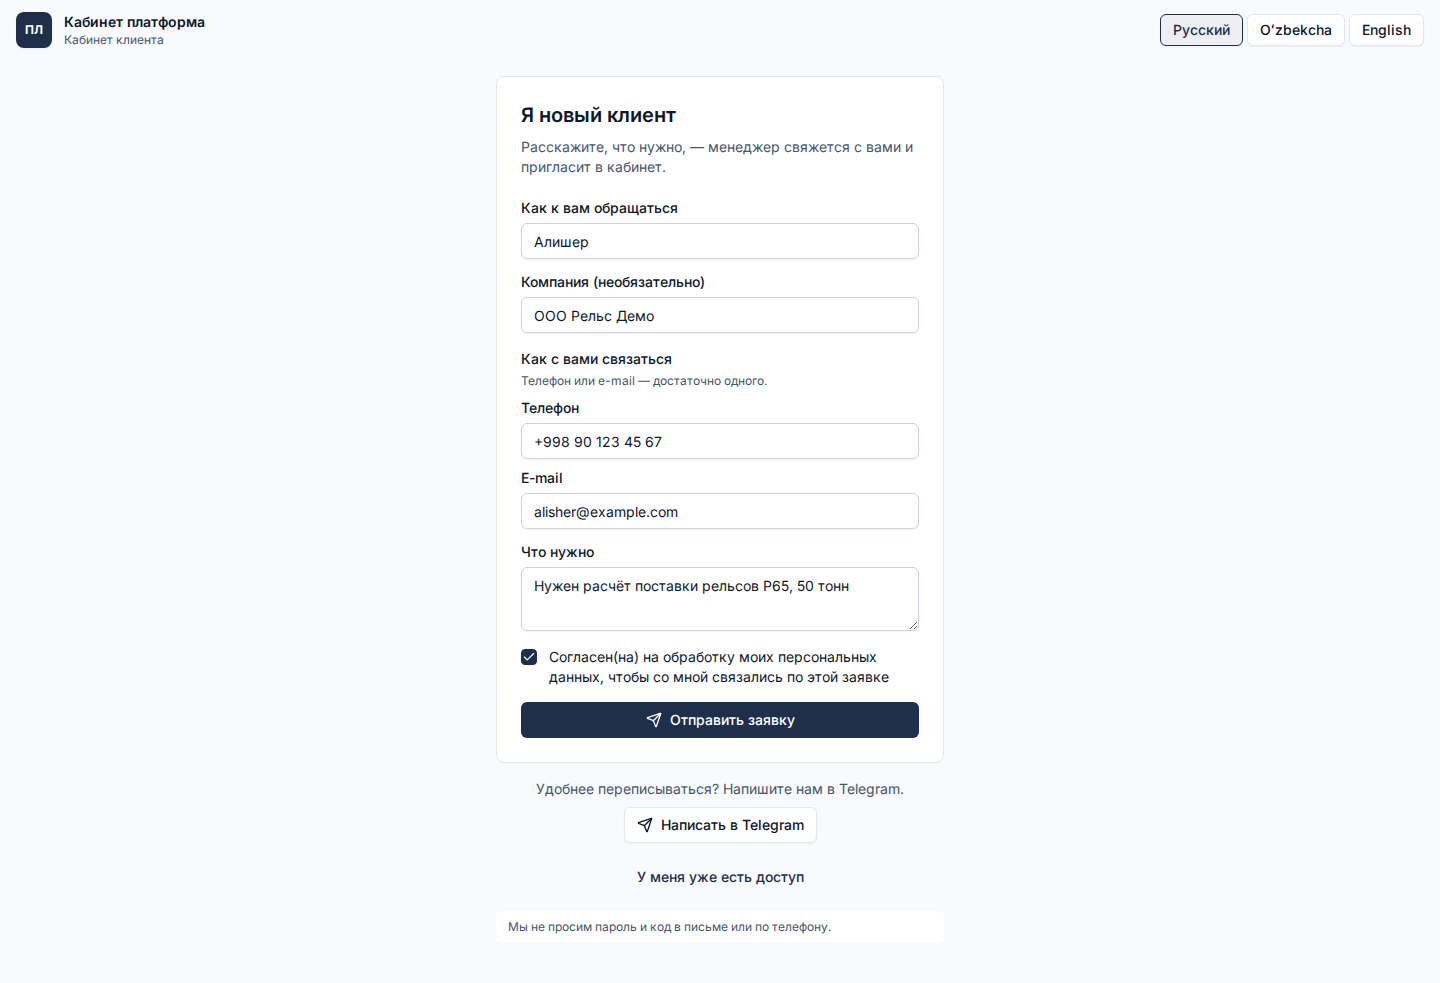 ПЛ
Кабинет платформа
Кабинет клиента
Русский
Oʻzbekcha
English
Я новый клиент
Расскажите, что нужно, — менеджер свяжется с вами и
пригласит в кабинет.
Как к вам обращаться
Алишер
Компания (необязательно)
ООО Рельс Демо
Как с вами связаться
Телефон или e-mail — достаточно одного.
Телефон
+998 90 123 45 67
E-mail
alisher@example.com
Что нужно
Нужен расчёт поставки рельсов Р65, 50 тонн
Согласен(на) на обработку моих персональных
данных, чтобы со мной связались по этой заявке
Отправить заявку
Удобнее переписываться? Напишите нам в Telegram.
Написать в Telegram
У меня уже есть доступ
Мы не просим пароль и код в письме или по телефону.